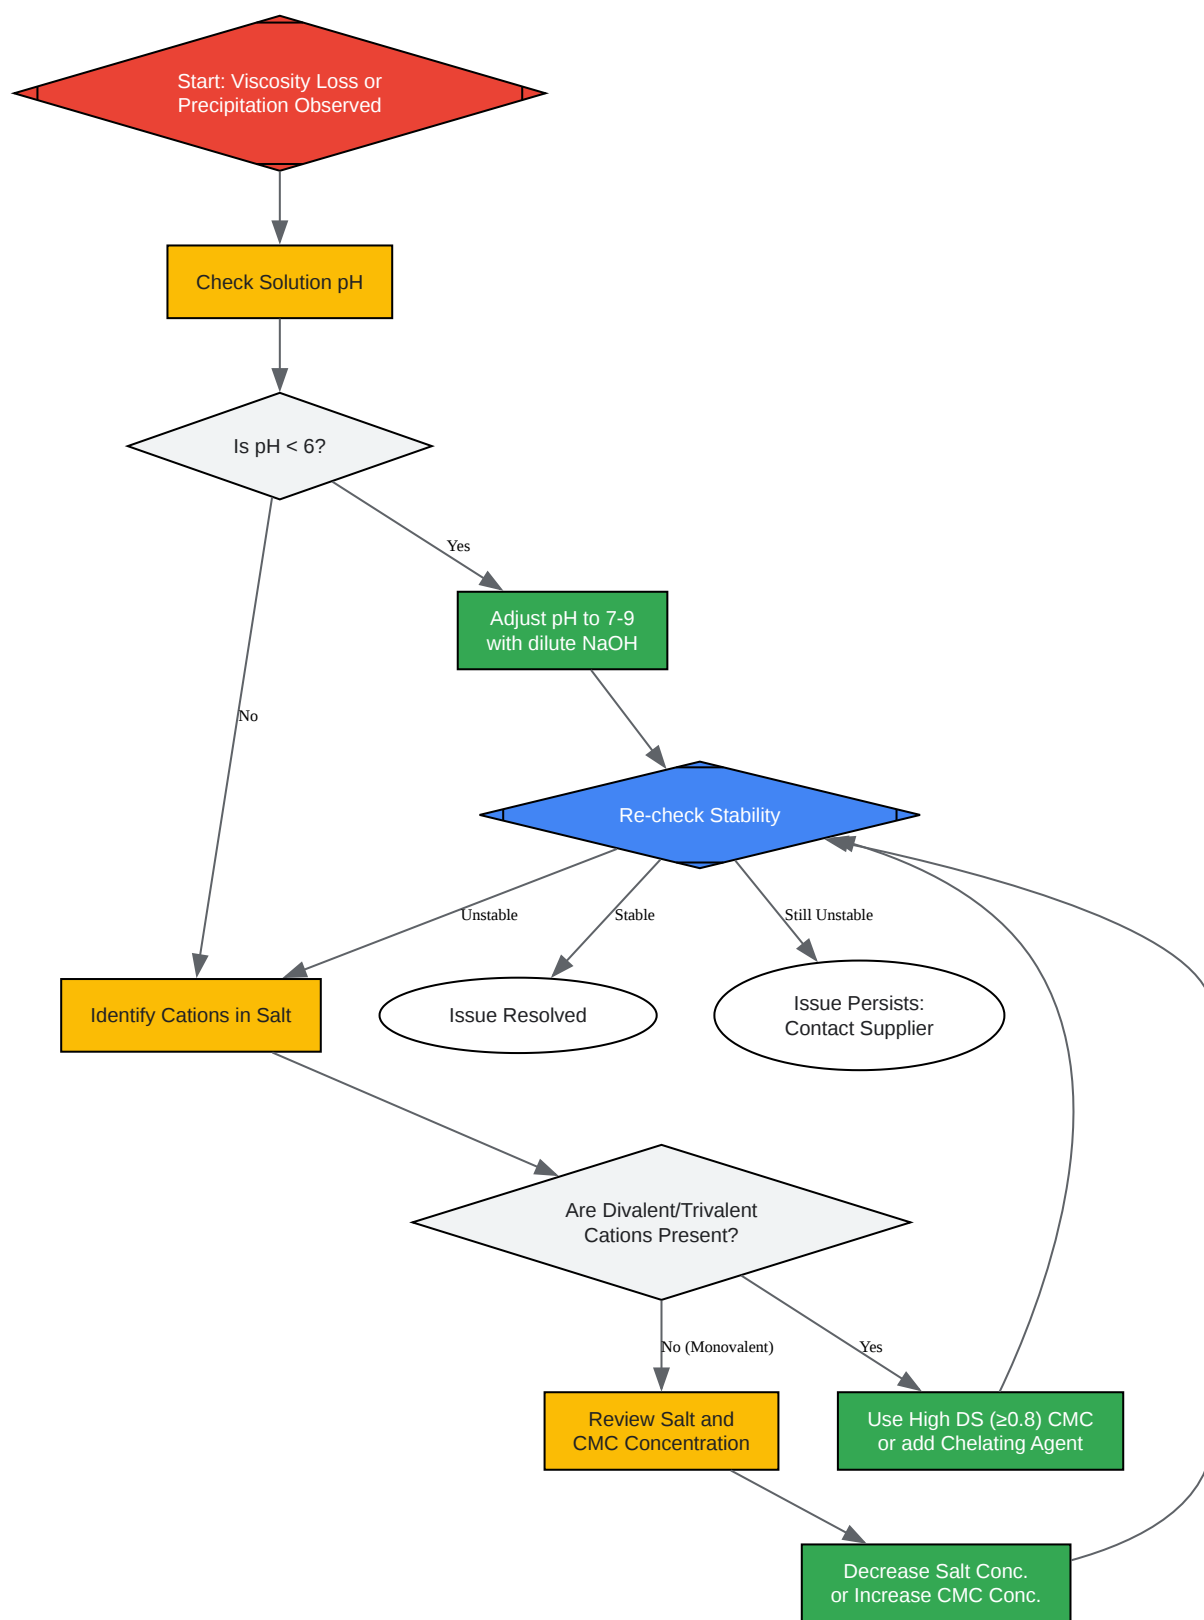 Start: Viscosity Loss or
Precipitation Observed
Check Solution pH
Is pH < 6?
Yes
Adjust pH to 7-9
with dilute NaOH
No
Re-check Stability
Unstable
Stable
Still Unstable
Identify Cations in Salt
Issue Resolved
Issue Persists:
Contact Supplier
Are Divalent/Trivalent
Cations Present?
No (Monovalent)
Yes
Review Salt and
CMC Concentration
Use High DS (≥0.8) CMC
or add Chelating Agent
Decrease Salt Conc.
or Increase CMC Conc.